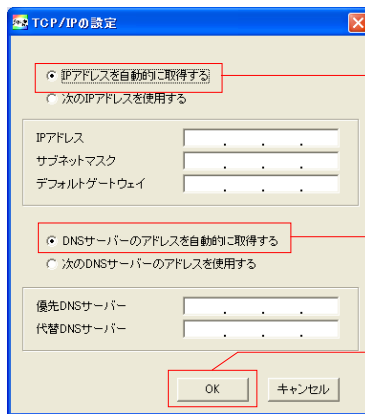 TCP/IPの設定
IPアドレスを自動的に取得する
次のIPアドレスを使用する
IPアドレス
サブネットマスク
デフォルトゲートウェイ
DNSサーバーのアドレスを自動的に取得する
次のDNSサーバーのアドレスを使用する
優先DNSサーバー
代替DNSサーバー
OK
キャンセル